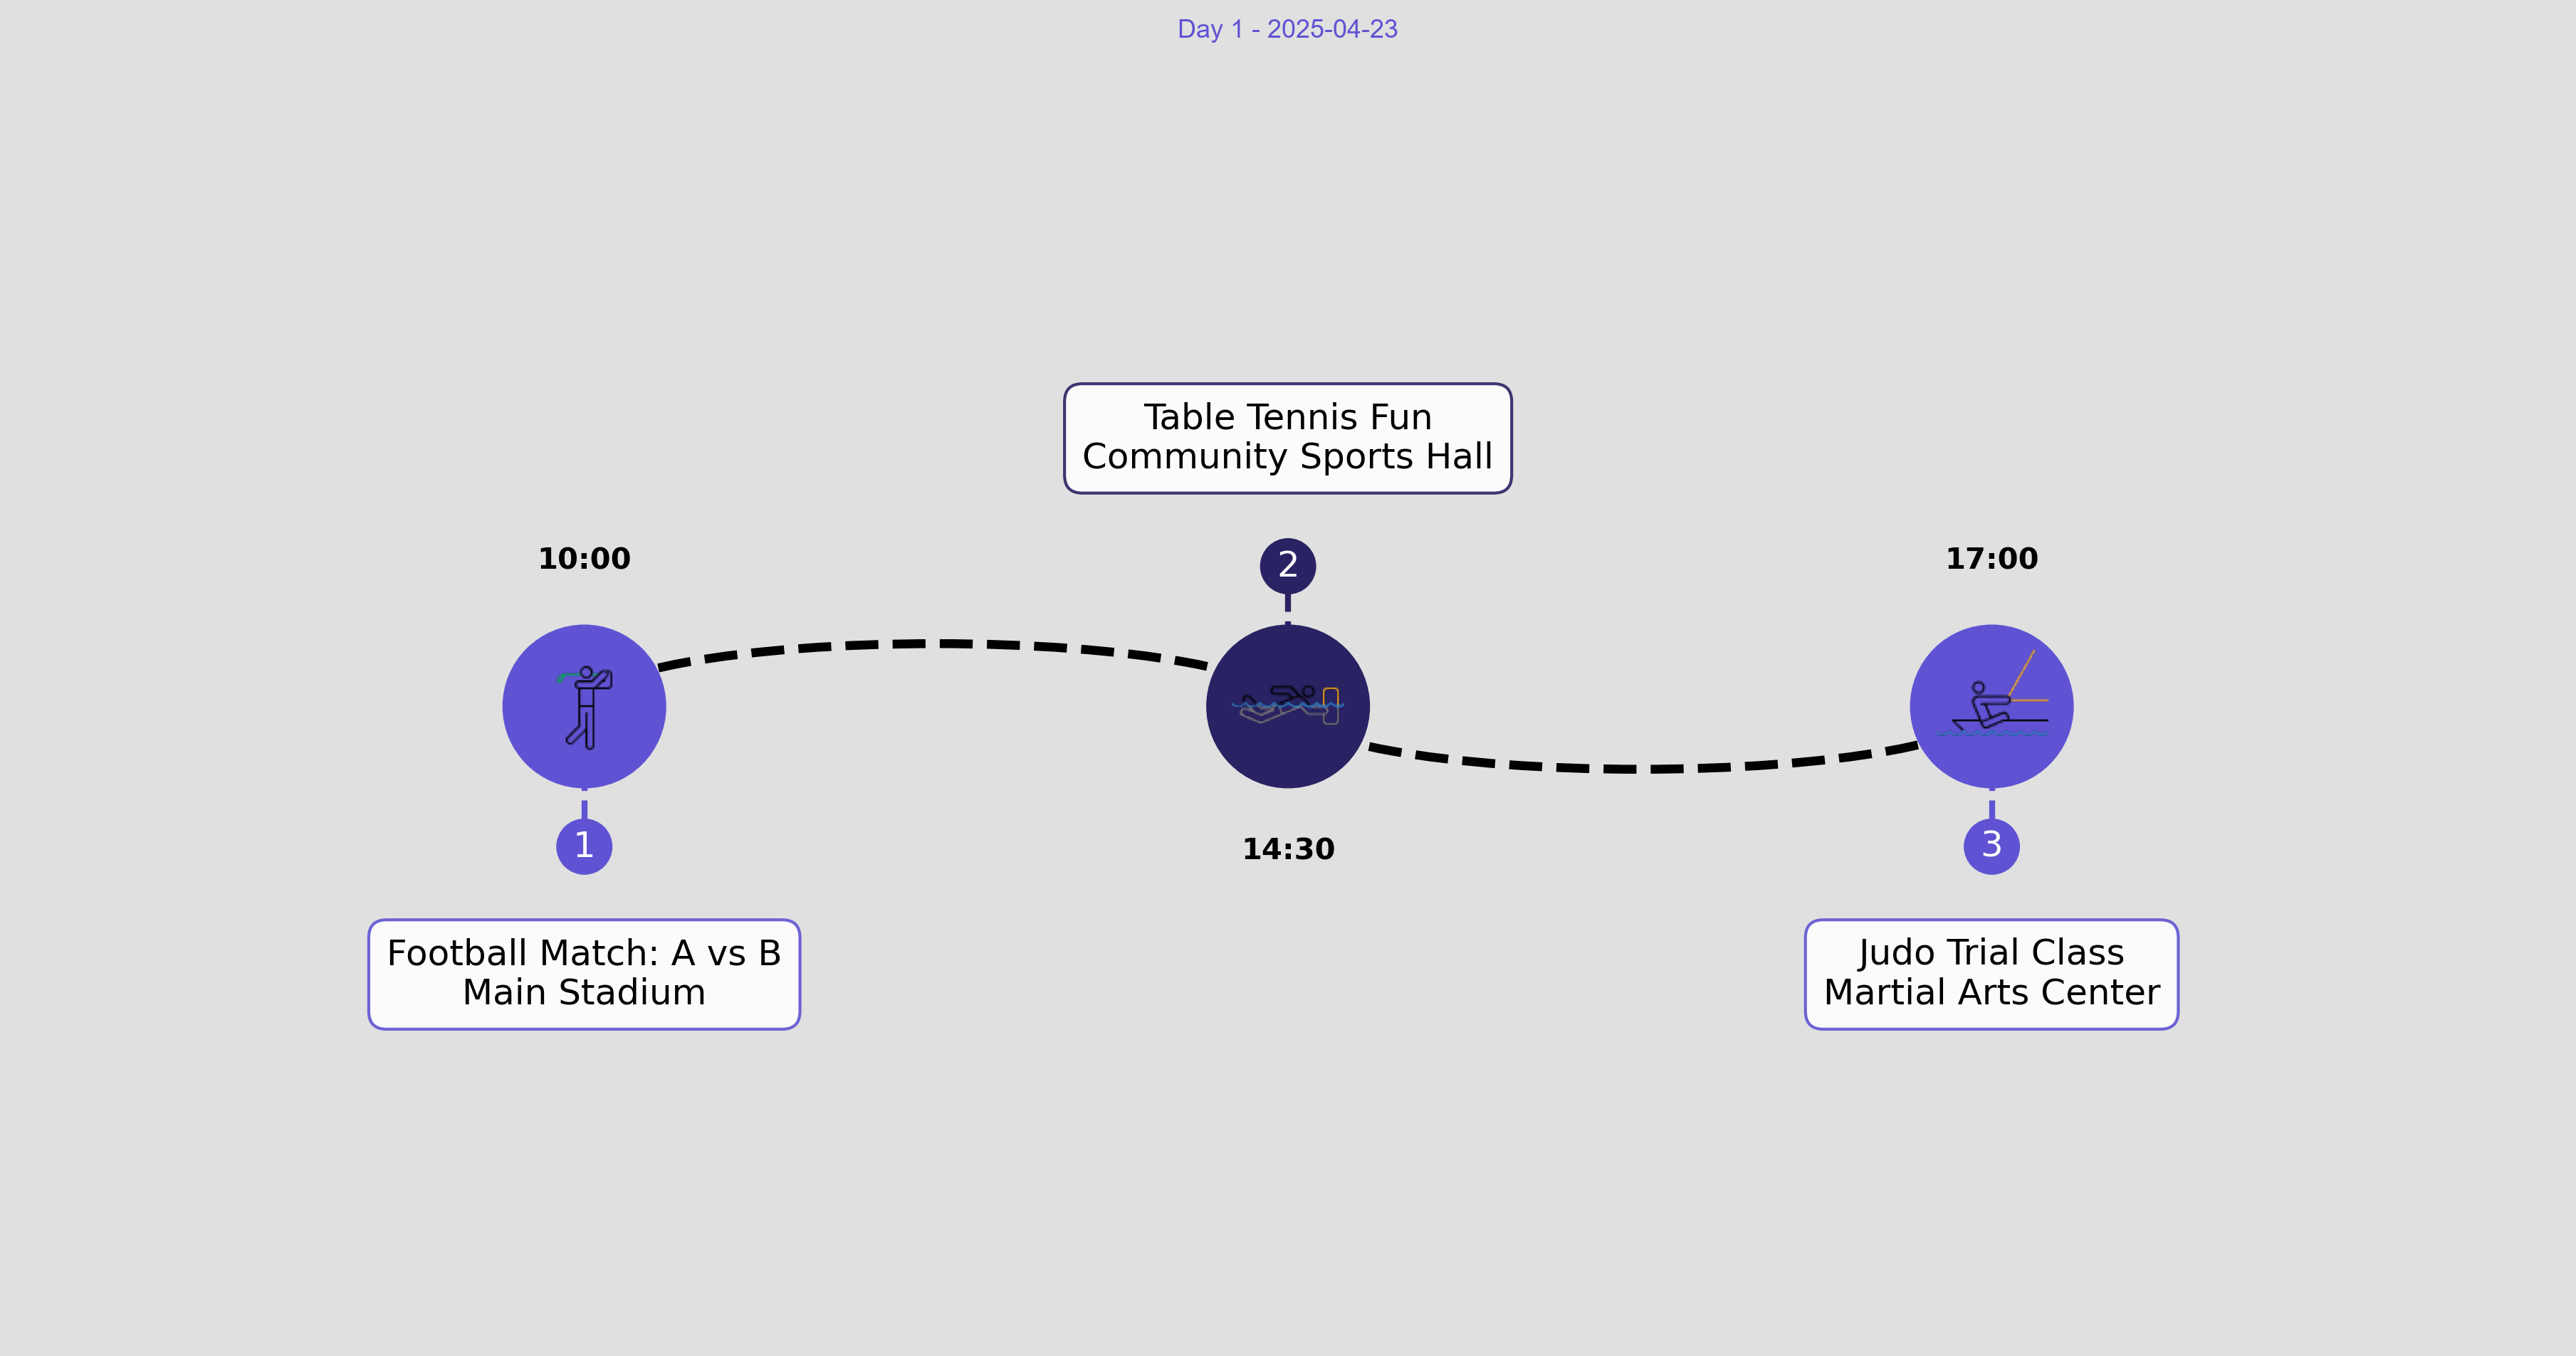 Day 1 - 2025-04-23
10:00
1
Football Match: A vs B
Main Stadium
Table Tennis Fun
Community Sports Hall
2
14:30
17:00
3
Judo Trial Class
Martial Arts Center